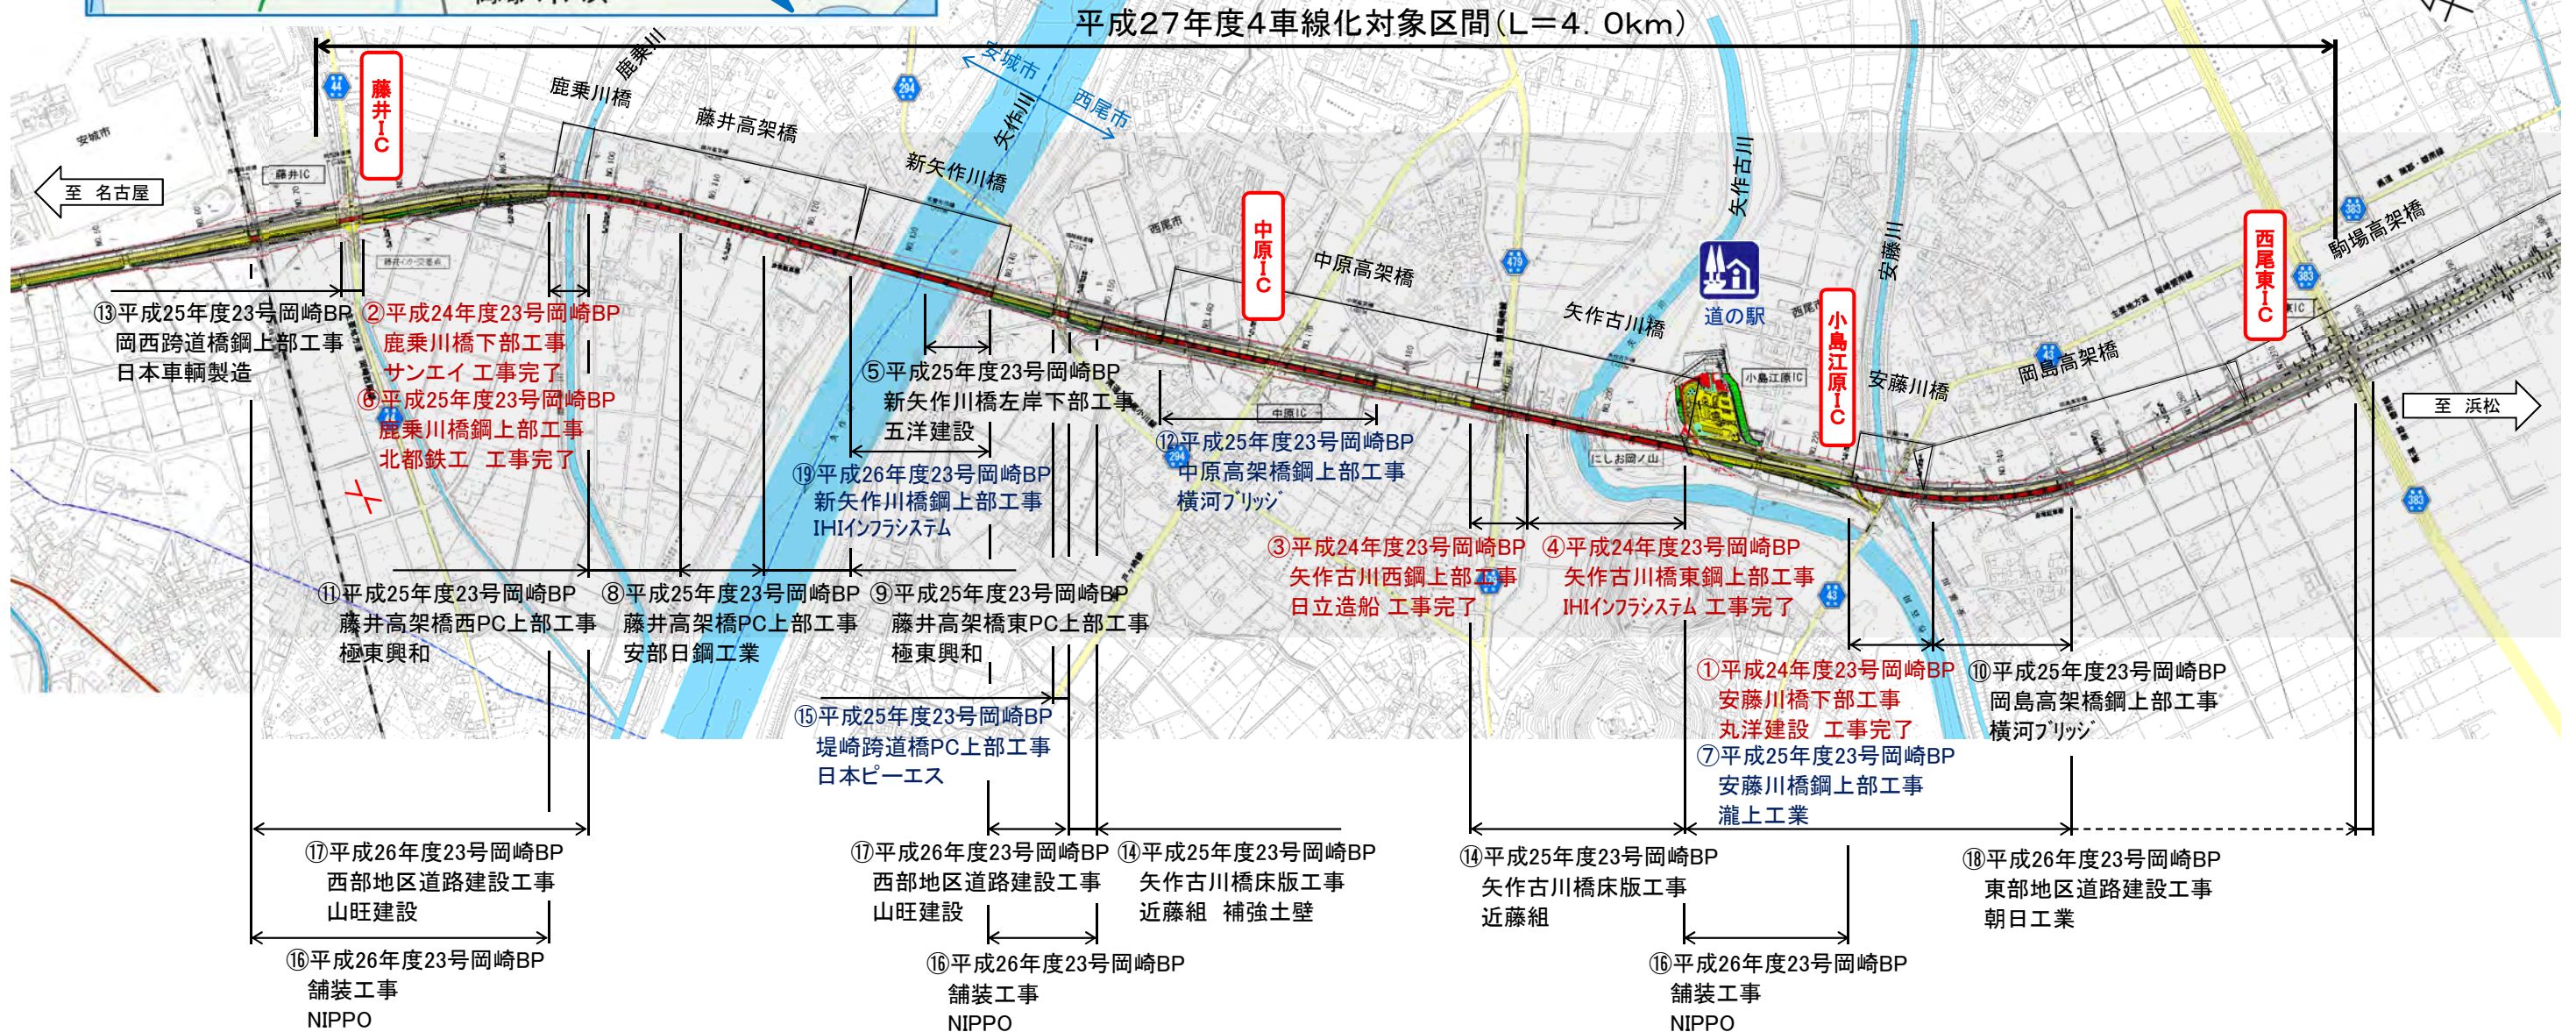 平成27年度4車線化対象区間(L=4.0km)
44
藤井IC
鹿乗川
鹿乗川橋
藤井高架橋
294
安城市
西尾市
矢作川
新矢作川橋
安城市
至 名古屋
藤井IC
西尾市
中原IC
中原高架橋
479
矢作古川
矢作古川橋
道の駅
安藤川
小島江原IC
小島江原IC
安藤川橋
43
岡島高架橋
西尾東IC
383
駒場高架橋
383
至 浜松
中原IC
にしお岡ノ山
294
43
383
⑬平成25年度23号岡崎BP
岡西跨道橋鋼上部工事
日本車輌製造
②平成24年度23号岡崎BP
鹿乗川橋下部工事
サンエイ 工事完了
⑥平成25年度23号岡崎BP
鹿乗川橋鋼上部工事
北都鉄工 工事完了
⑤平成25年度23号岡崎BP
新矢作川橋左岸下部工事
五洋建設
⑲平成26年度23号岡崎BP
新矢作川橋鋼上部工事
IHIインフラシステム
⑫平成25年度23号岡崎BP
中原高架橋鋼上部工事
横河ブリッジ
③平成24年度23号岡崎BP
矢作古川西鋼上部工事
日立造船 工事完了
④平成24年度23号岡崎BP
矢作古川橋東鋼上部工事
IHIインフラシステム 工事完了
⑪平成25年度23号岡崎BP
藤井高架橋西PC上部工事
極東興和
⑧平成25年度23号岡崎BP
藤井高架橋PC上部工事
安部日鋼工業
⑨平成25年度23号岡崎BP
藤井高架橋東PC上部工事
極東興和
①平成24年度23号岡崎BP
安藤川橋下部工事
丸洋建設 工事完了
⑩平成25年度23号岡崎BP
岡島高架橋鋼上部工事
横河ブリッジ
⑮平成25年度23号岡崎BP
堤崎跨道橋PC上部工事
日本ピーエス
⑦平成25年度23号岡崎BP
安藤川橋鋼上部工事
瀧上工業
⑰平成26年度23号岡崎BP
西部地区道路建設工事
山旺建設
⑰平成26年度23号岡崎BP
西部地区道路建設工事
山旺建設
⑭平成25年度23号岡崎BP
矢作古川橋床版工事
近藤組 補強土壁
⑭平成25年度23号岡崎BP
矢作古川橋床版工事
近藤組
⑱平成26年度23号岡崎BP
東部地区道路建設工事
朝日工業
⑯平成26年度23号岡崎BP
舗装工事
NIPPO
⑯平成26年度23号岡崎BP
舗装工事
NIPPO
⑯平成26年度23号岡崎BP
舗装工事
NIPPO